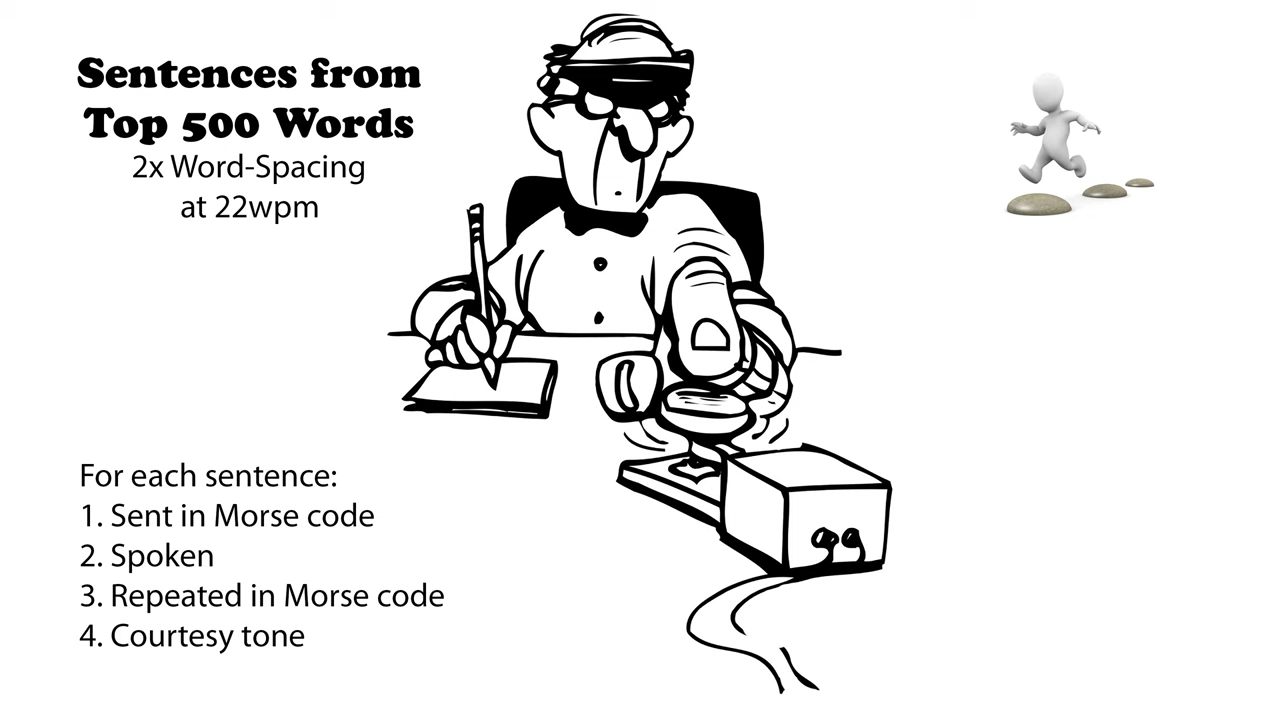 Sentences from
Top 500 Words
2x Word-Spacing
at 22wpm
For each sentence:
1. Sent in Morse code
2. Spoken
3. Repeated in Morse code
4. Courtesy tone